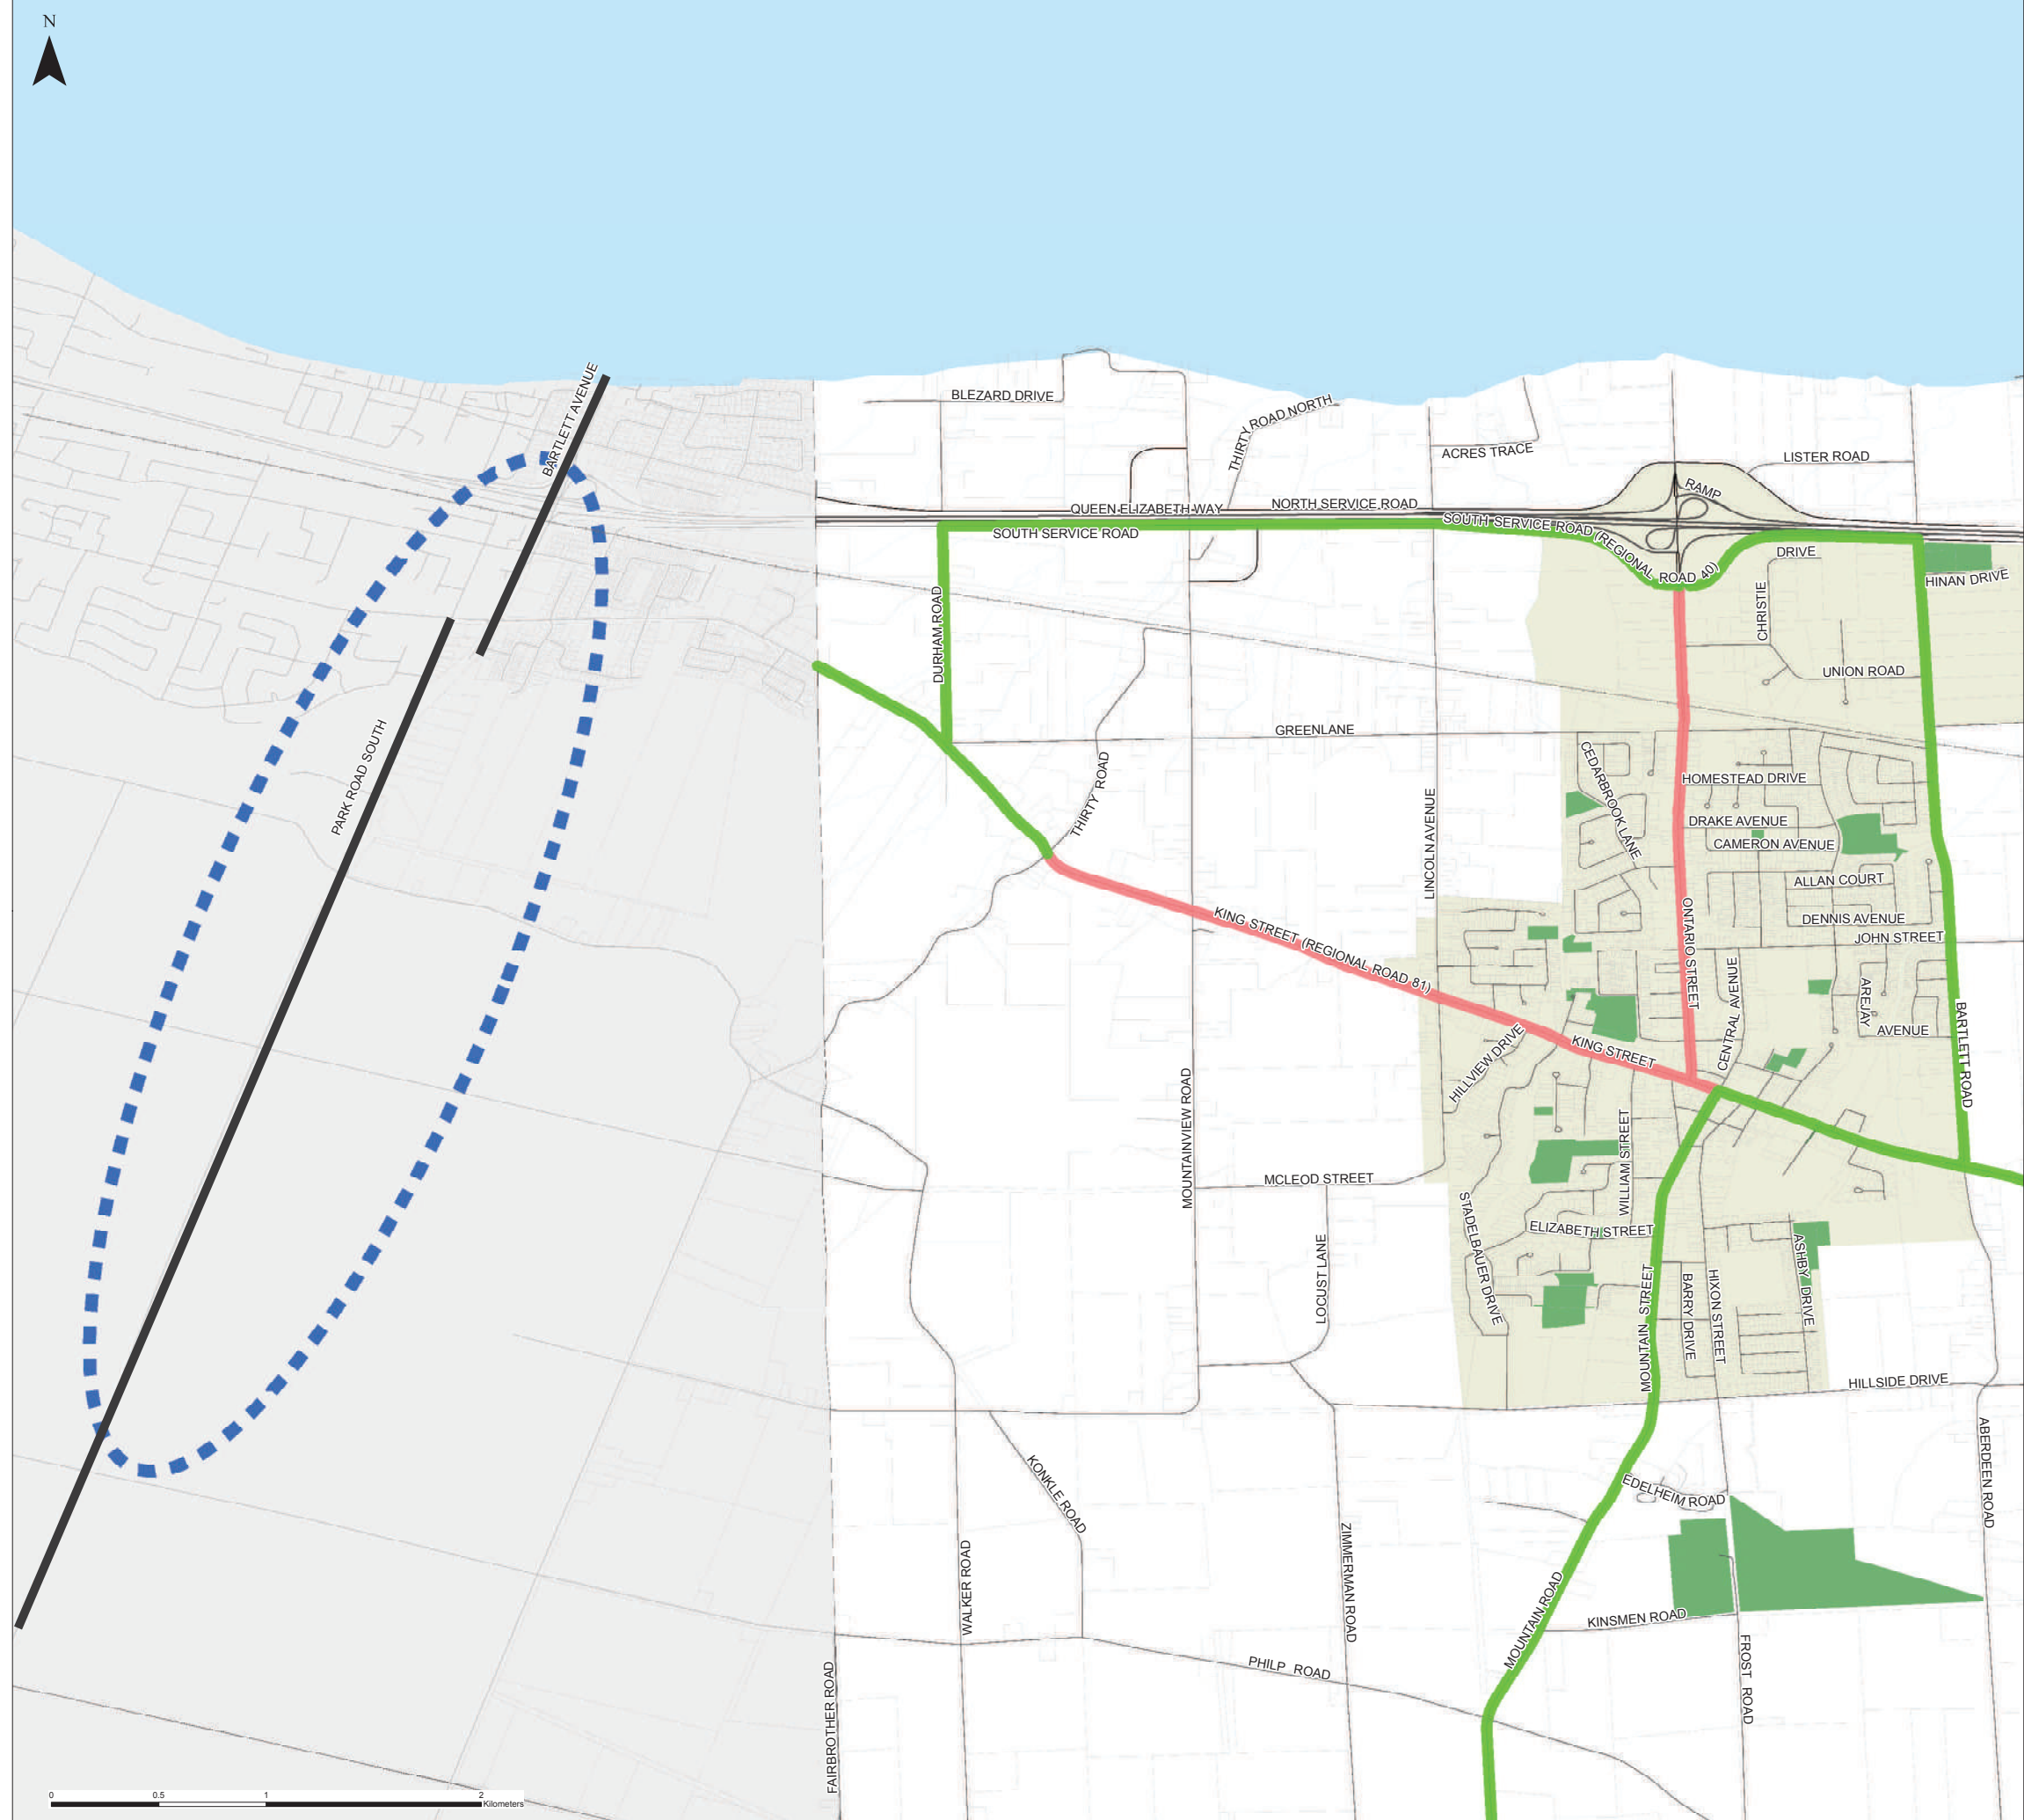 N
BARTLETT AVENUE
BLEZARD DRIVE
THIRTY ROAD NORTH
ACRES TRACE
LISTER ROAD
RAMP
QUEEN ELIZABETH WAY
NORTH SERVICE ROAD
SOUTH SERVICE ROAD
SOUTH SERVICE ROAD (REGIONAL ROAD 40)
DRIVE
HINAN DRIVE
CHRISTIE
DURHAM ROAD
UNION ROAD
PARK ROAD SOUTH
GREENLANE
THIRTY ROAD
CEDARBROOK LANE
HOMESTEAD DRIVE
DRAKE AVENUE
CAMERON AVENUE
LINCOLN AVENUE
ALLAN COURT
DENNIS AVENUE
JOHN STREET
ONTARIO STREET
KING STREET (REGIONAL ROAD 81)
CENTRAL AVENUE
AREJAY
AVENUE
BARTLETT ROAD
KING STREET
HILLVIEW DRIVE
MOUNTAINVIEW ROAD
WILLIAM STREET
MCLEOD STREET
ELIZABETH STREET
STADELBAUER DRIVE
LOCUST LANE
MOUNTAIN STREET
BARRY DRIVE
HIXON STREET
ASHBY DRIVE
HILLSIDE DRIVE
ABERDEEN ROAD
KONKLE ROAD
EDELHEIM ROAD
WALKER ROAD
ZIMMERMAN ROAD
MOUNTAIN ROAD
KINSMEN ROAD
FROST ROAD
PHILP ROAD
FAIRBROTHER ROAD
0 0.5 1 2
Kilometers